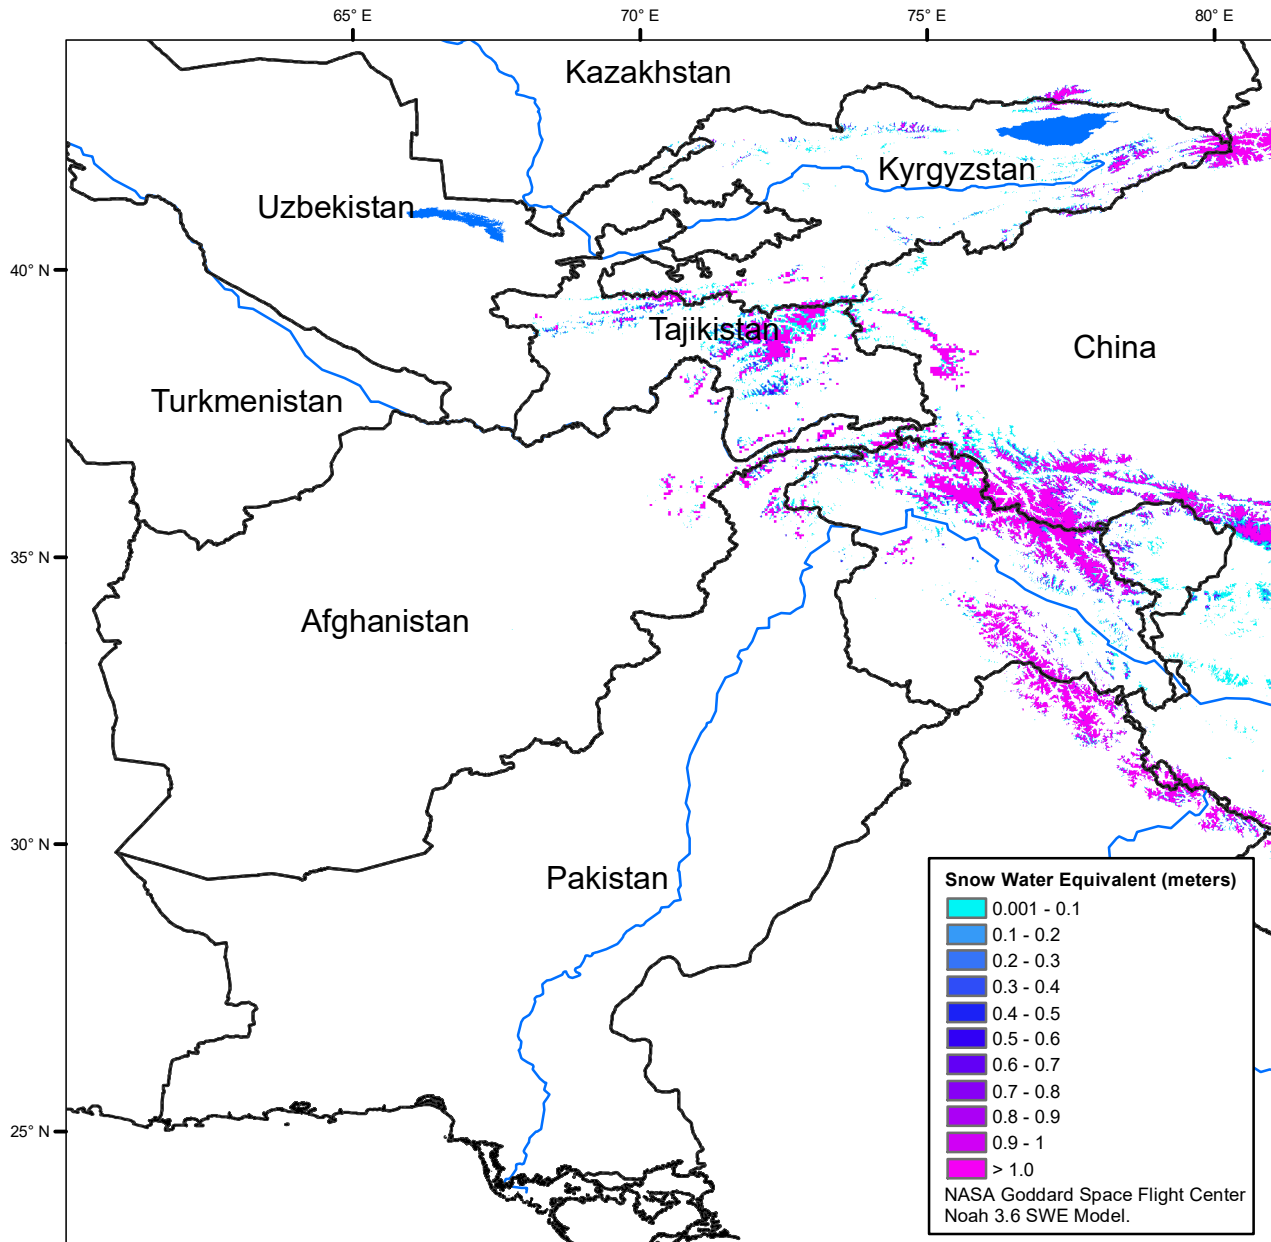 65° E
70° E
75° E
80° E
Kazakhstan
Kyrgyzstan
Uzbekistan
40° N
Tajikistan
China
Turkmenistan
35° N
Afghanistan
30° N
Pakistan
Snow Water Equivalent (meters)
0.001 - 0.1
0.1 - 0.2
0.2 - 0.3
0.3 - 0.4
0.4 - 0.5
0.5 - 0.6
0.6 - 0.7
0.7 - 0.8
0.8 - 0.9
0.9 - 1
> 1.0
NASA Goddard Space Flight Center
Noah 3.6 SWE Model.
25° N